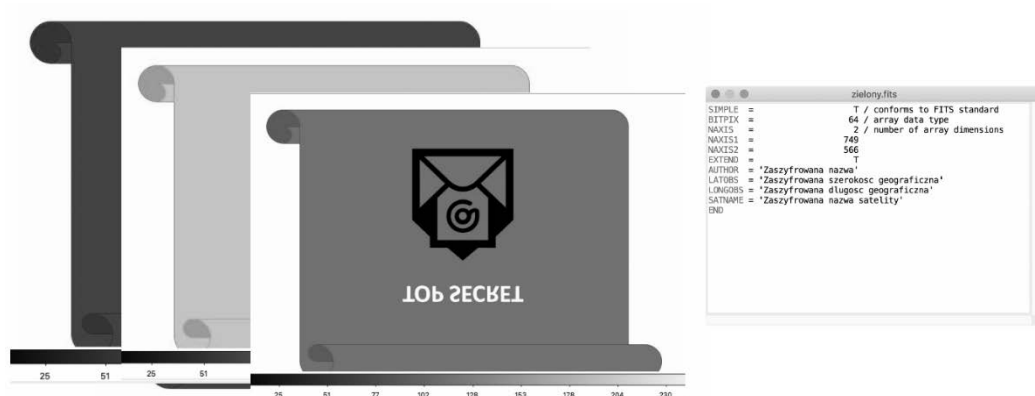 TOP SECRET
25 51
25 51
25 51 77 102 128 153 179 204 230
zielony.fits
SIMPLE = T / conforms to FITS standard
BITPIX = 64 / array data type
NAXIS = 2 / number of array dimensions
NAXIS1 = 749
NAXIS2 = 566
EXTEND = T
AUTHOR = 'Zaszyfrowana nazwa'
LATOBS = 'Zaszyfrowana szerokosc geograficzna'
LONGOBS = 'Zaszyfrowana dlugosc geograficzna'
SATNAME = 'Zaszyfrowana nazwa satelity'
END